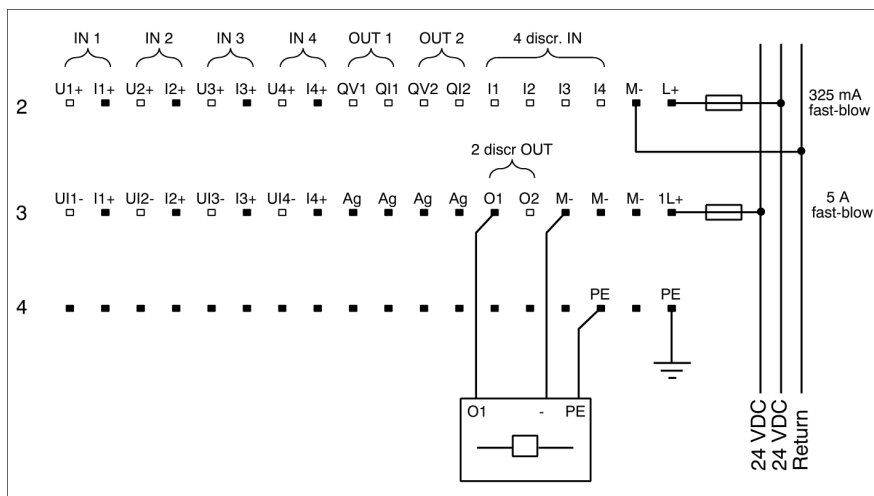 IN 1 IN 2 IN 3 IN 4 OUT 1 OUT 2 4 discr. IN
U1+ I1+ U2+ I2+ U3+ I3+ U4+ I4+ QV1 QI1 QV2 QI2 I1 I2 I3 I4 M- L+
2
325 mA
fast-blow
2 discr OUT
UI1- I1+ UI2- I2+ UI3- I3+ UI4- I4+ Ag Ag Ag Ag O1 O2 M- M- M- 1L+
3
5 A
fast-blow
4
PE PE
O1 - PE
24 VDC
24 VDC
Return